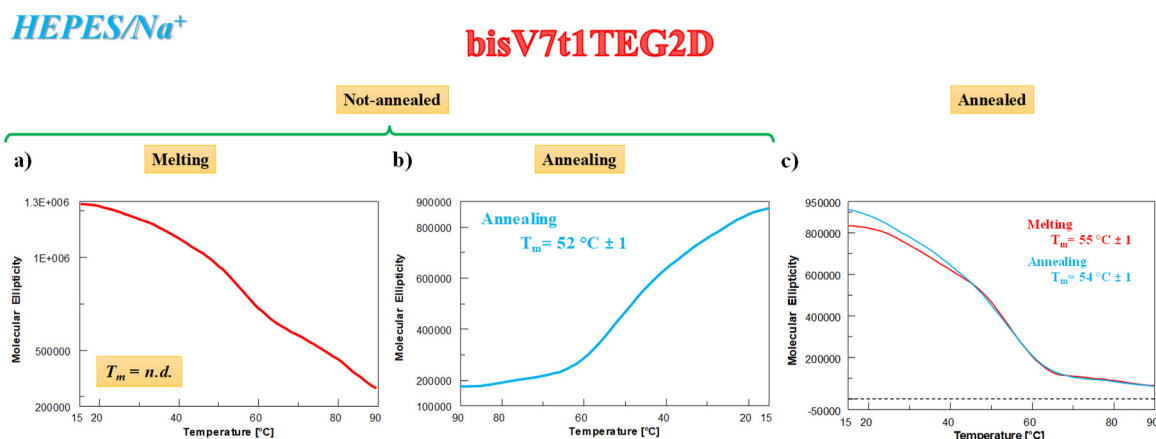 HEPES/Na+
bisV7t1TEG2D
Not-annealed
Annealed
a)
Melting
b)
Annealing
c)
Molecular Ellipticity
1.3E+006
1E+006
500000
200000
Tm = n.d.
15 20 40 60 80 90
Temperature [°C]
Molecular Ellipticity
900000
800000
600000
400000
200000
100000
Annealing
Tm= 52 °C ± 1
90 80 60 40 20 15
Temperature [°C]
Molecular Ellipticity
950000
800000
600000
400000
200000
-50000
Melting
Tm= 55 °C ± 1
Annealing
Tm= 54 °C ± 1
15 20 40 60 80 90
Temperature [°C]